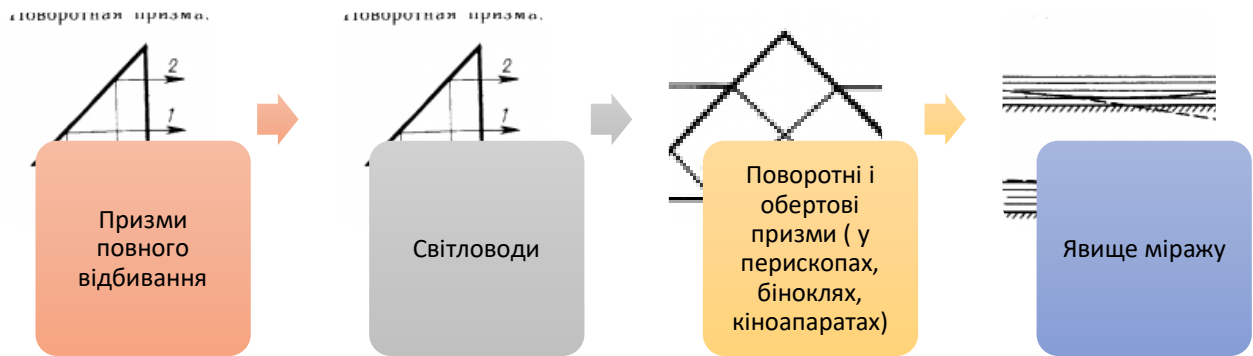 Поворотная призма.
Поворотная призма.
2
1
2
1
Призми
повного
відбивання
Світловоди
Поворотні і
обертові
призми ( у
перископах,
біноклях,
кіноапаратах)
Явище міражу